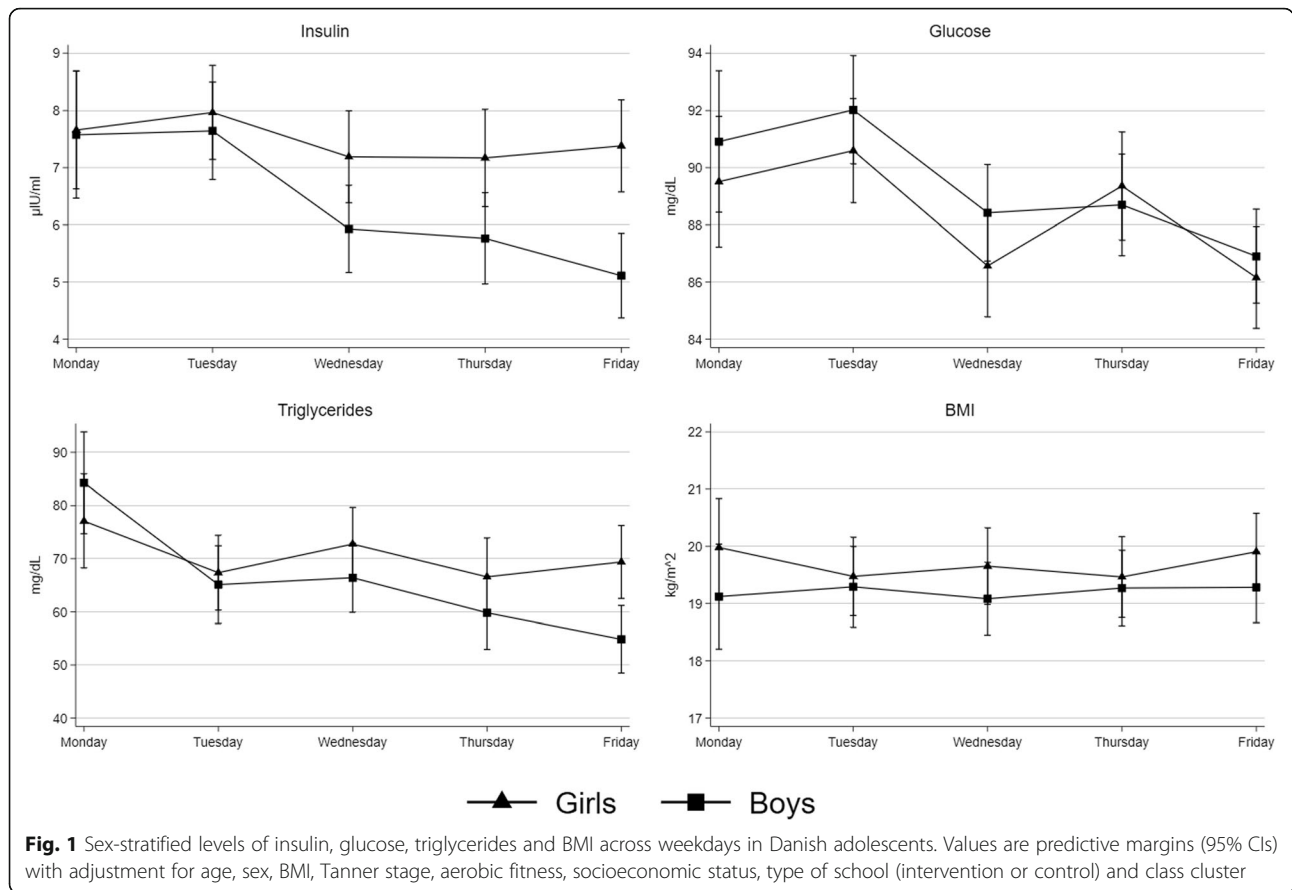 Insulin
9
8
7
6
5
4
µIU/ml
Monday Tuesday Wednesday Thursday Friday
Glucose
94
92
90
88
86
84
mg/dL
Monday Tuesday Wednesday Thursday Friday
Triglycerides
90
80
70
60
50
40
mg/dL
Monday Tuesday Wednesday Thursday Friday
BMI
22
21
20
19
18
17
kg/m^2
Monday Tuesday Wednesday Thursday Friday
Girls Boys
Fig. 1 Sex-stratified levels of insulin, glucose, triglycerides and BMI across weekdays in Danish adolescents. Values are predictive margins (95% CIs)
with adjustment for age, sex, BMI, Tanner stage, aerobic fitness, socioeconomic status, type of school (intervention or control) and class cluster